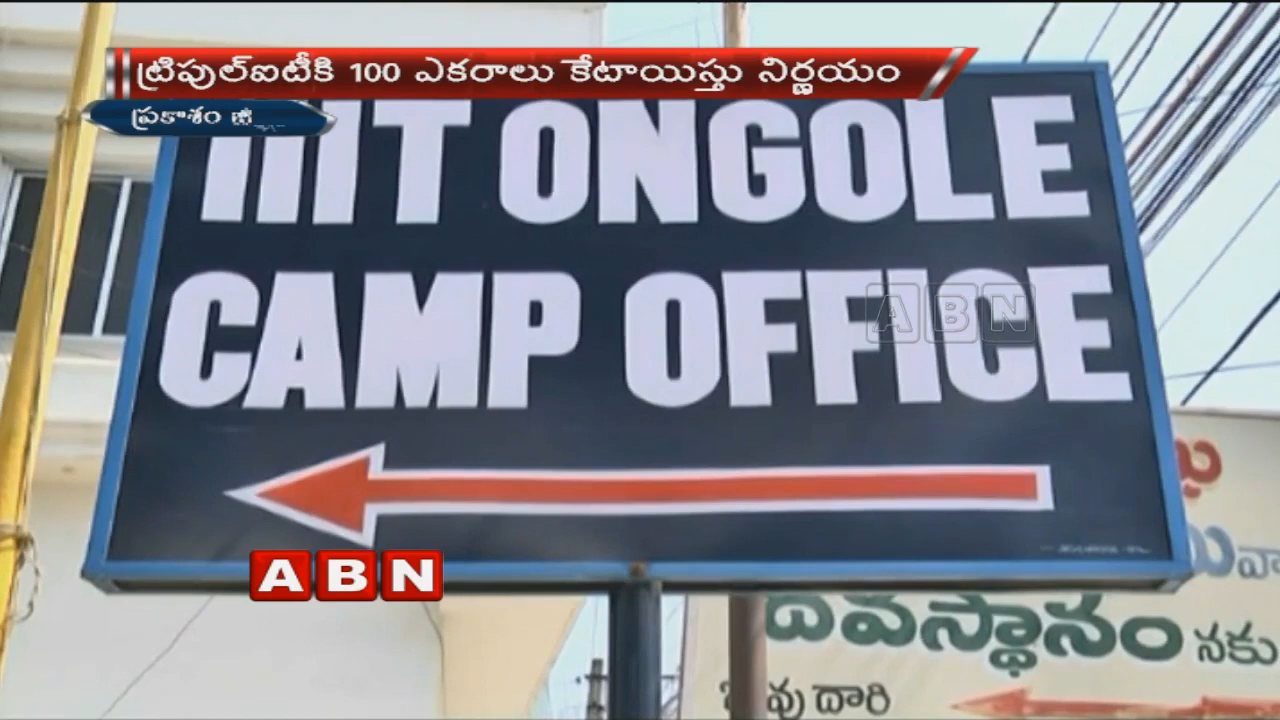 ట్రిపుల్ఐటీకి 100 ఎకరాలు కేటాయిస్తు నిర్ణయం
ప్రకాశం
IIIT ONGOLE
CAMP OFFICE
ABN
ABN
దేవస్థానం నకు
దారి